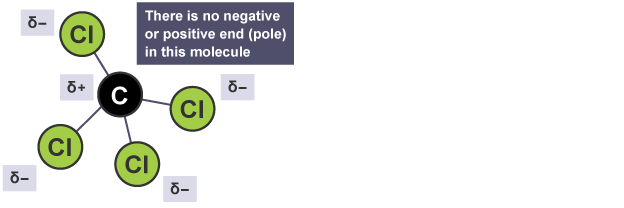 δ–
Cl
There is no negative
or positive end (pole)
in this molecule
δ+
C
Cl
δ–
Cl
Cl
δ–
δ–